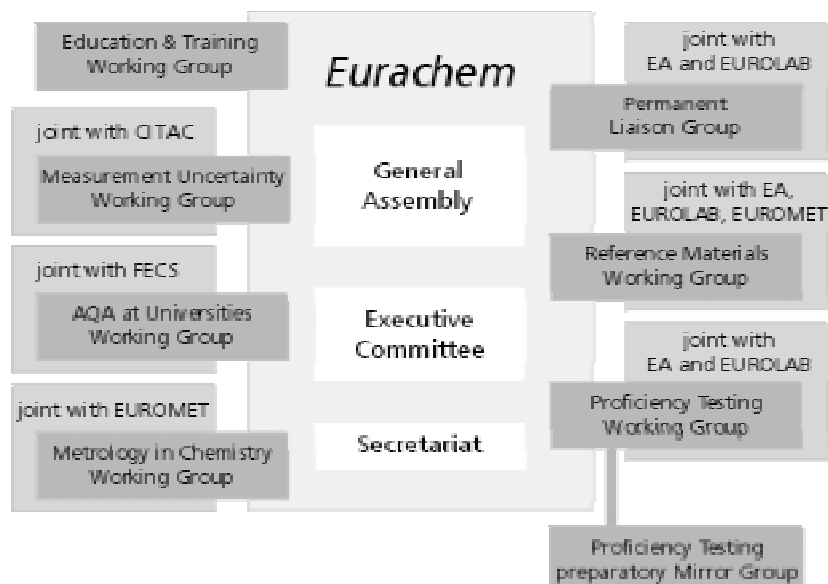 Education & Training
Working Group
joint with CITAC
Measurement Uncertainty
Working Group
joint with FECS
AQA at Universities
Working Group
joint with EUROMET
Metrology in Chemistry
Working Group
Eurachem
General
Assembly
Executive
Committee
Secretariat
joint with
EA and EUROLAB
Permanent
Liaison Group
joint with EA,
EUROLAB, EUROMET
Reference Materials
Working Group
joint with
EA and EUROLAB
Proficiency Testing
Working Group
Proficiency Testing
preparatory Mirror Group